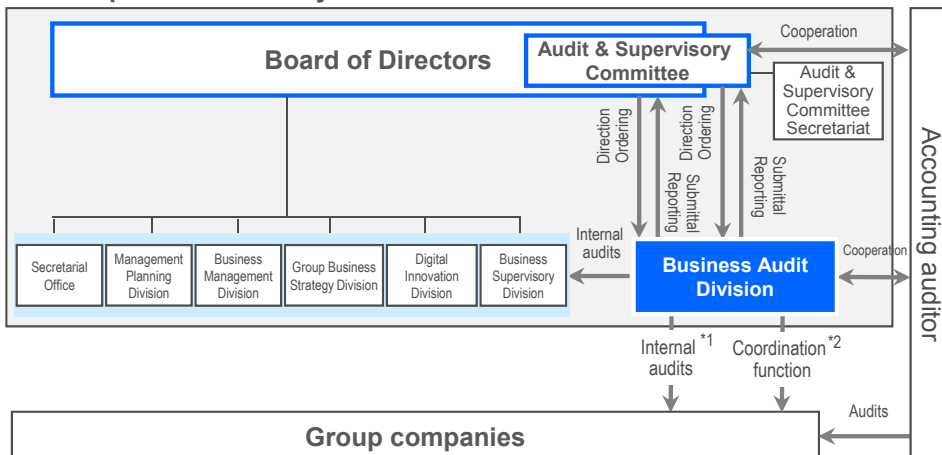 Board of Directors
Audit & Supervisory
Committee
Cooperation
Audit &
Supervisory
Committee
Secretariat
Accounting auditor
Direction
Ordering
Submittal
Reporting
Direction
Ordering
Submittal
Reporting
Secretarial
Office
Management
Planning
Division
Business
Management
Division
Group Business
Strategy Division
Digital
Innovation
Division
Business
Supervisory
Division
Internal
audits
Business Audit
Division
Cooperation
Internal *1
audits
Coordination *2
function
Group companies
Audits